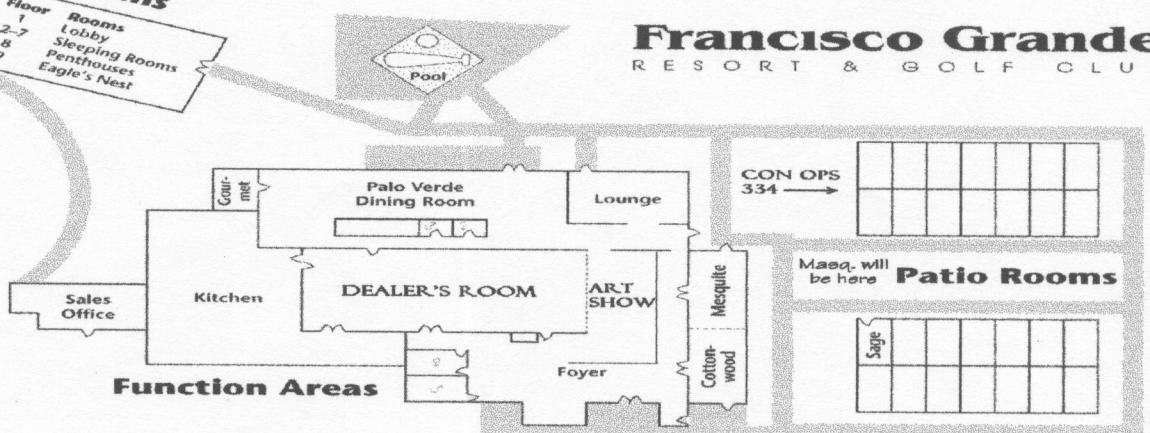 Floor Rooms
1 Lobby
2–7 Sleeping Rooms
8 Penthouses
9 Eagle's Nest
Francisco Grande
RESORT & GOLF CLU
Pool
Gour-
met
Palo Verde
Dining Room
Lounge
CON OPS
334
Sales
Office
Kitchen
DEALER'S ROOM
ART
SHOW
Mesquite
Masq. will
be here
Patio Rooms
Cotton-
wood
Sage
Foyer
Function Areas